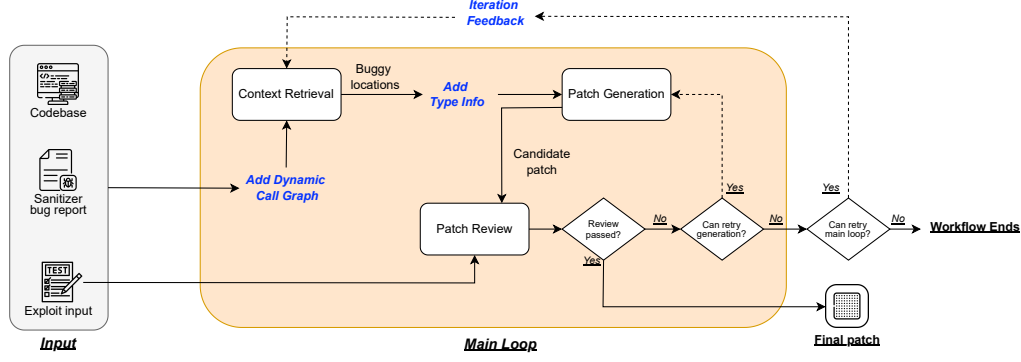 Iteration
Feedback
Codebase
Sanitizer
bug report
TEST
Exploit input
Input
Context Retrieval
Buggy
locations
Add
Type Info
Patch Generation
Add Dynamic
Call Graph
Candidate
patch
Patch Review
Review
passed?
No
Yes
Can retry
generation?
Yes
No
Can retry
main loop?
Yes
No
Workflow Ends
Final patch
Main Loop